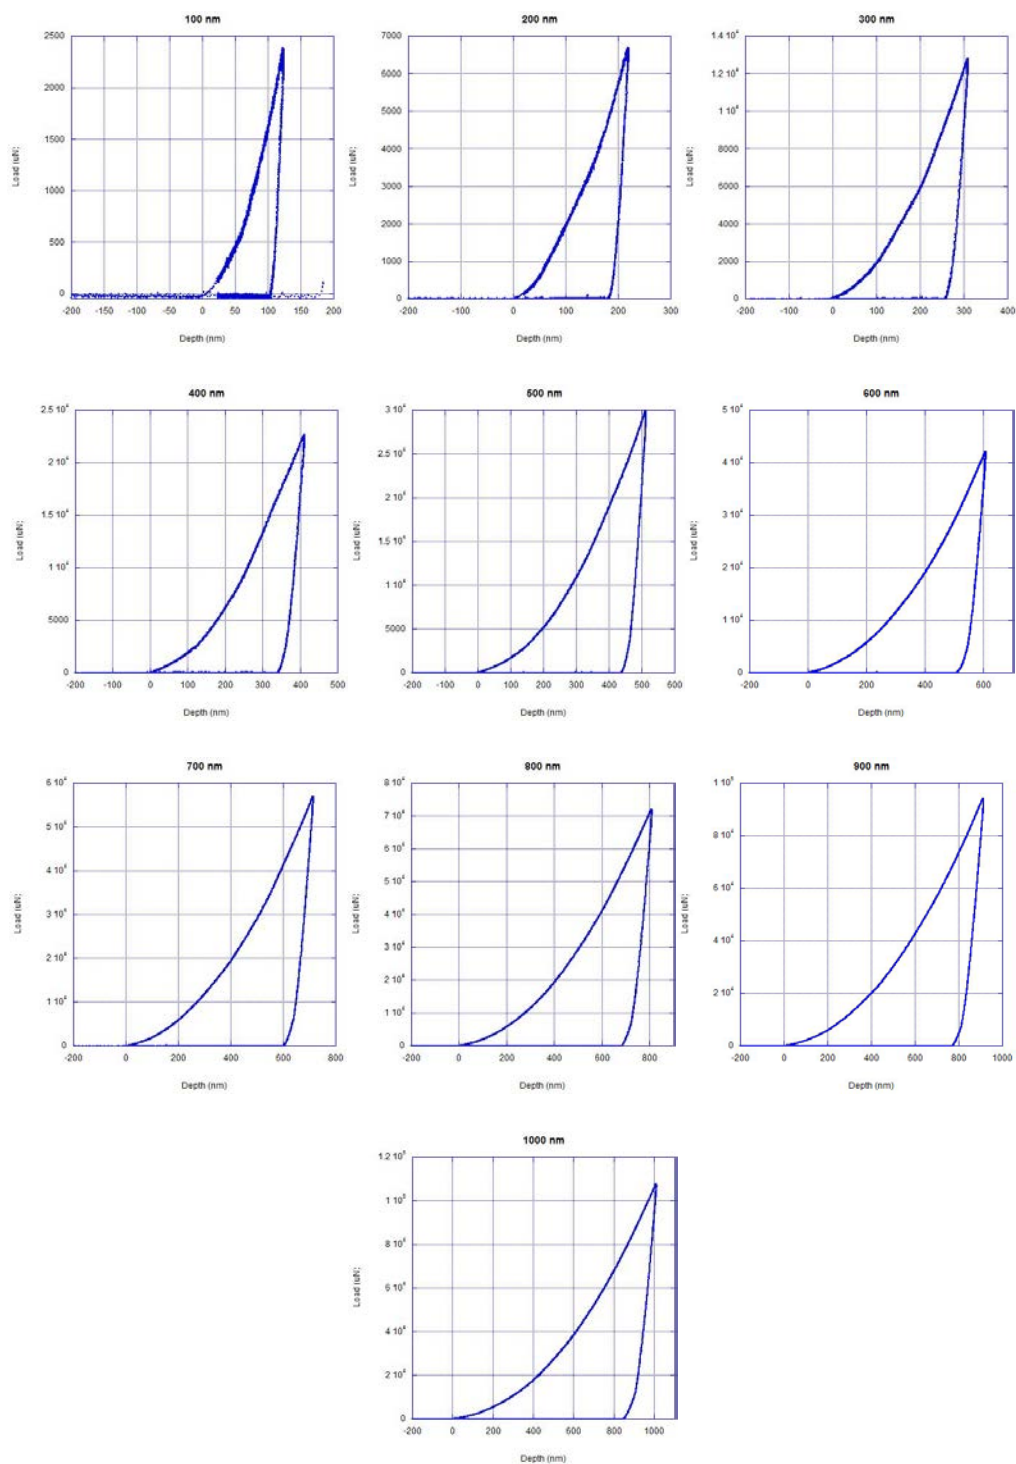 100 nm
2500
2000
1500
1000
500
0
Load (uN)
-200 -150 -100 -50 0 50 100 150 200
Depth (nm)
200 nm
7000
6000
5000
4000
3000
2000
1000
0
Load (uN)
-200 -100 0 100 200 300
Depth (nm)
300 nm
1.4 10⁴
1.2 10⁴
1 10⁴
8000
6000
4000
2000
0
Load (uN)
-200 -100 0 100 200 300 400
Depth (nm)
400 nm
2.5 10⁴
2 10⁴
1.5 10⁴
1 10⁴
5000
0
Load (uN)
-200 -100 0 100 200 300 400 500
Depth (nm)
500 nm
3 10⁴
2.5 10⁴
2 10⁴
1.5 10⁴
1 10⁴
5000
0
Load (uN)
-200 -100 0 100 200 300 400 500 600
Depth (nm)
600 nm
5 10⁴
4 10⁴
3 10⁴
2 10⁴
1 10⁴
0
Load (uN)
-200 0 200 400 600
Depth (nm)
700 nm
6 10⁴
5 10⁴
4 10⁴
3 10⁴
2 10⁴
1 10⁴
0
Load (uN)
-200 0 200 400 600 800
Depth (nm)
800 nm
8 10⁴
7 10⁴
6 10⁴
5 10⁴
4 10⁴
3 10⁴
2 10⁴
1 10⁴
0
Load (uN)
-200 0 200 400 600 800
Depth (nm)
900 nm
1 10⁵
8 10⁴
6 10⁴
4 10⁴
2 10⁴
0
Load (uN)
-200 0 200 400 600 800 1000
Depth (nm)
1000 nm
1.2 10⁵
1 10⁵
8 10⁴
6 10⁴
4 10⁴
2 10⁴
0
Load (uN)
-200 0 200 400 600 800 1000
Depth (nm)